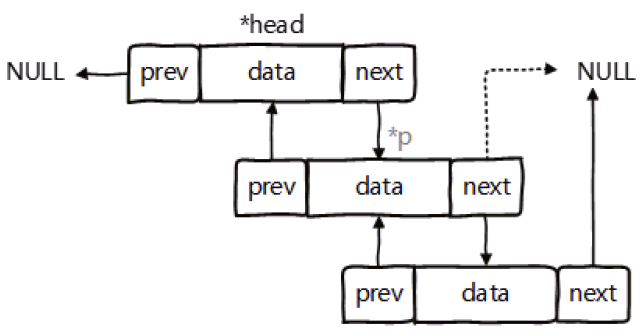 *head
NULL prev data next NULL
*p
prev data next
prev data next